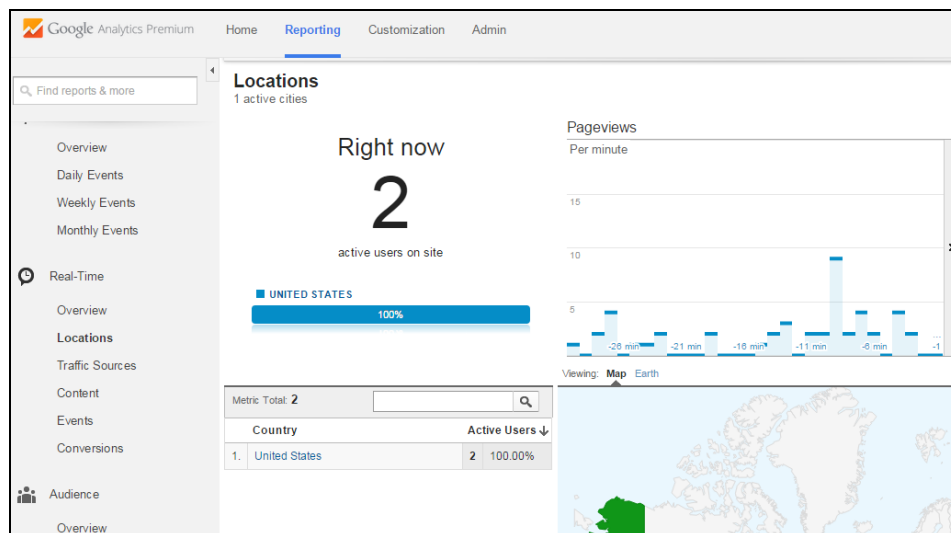 Google Analytics Premium
Home Reporting Customization Admin
Find reports & more
Overview
Daily Events
Weekly Events
Monthly Events
Real-Time
Overview
Locations
Traffic Sources
Content
Events
Conversions
Audience
Overview
Locations
1 active cities
Right now
2
active users on site
UNITED STATES
100%
Pageviews
Per minute
15
10
5
-26 min -21 min -16 min -11 min -6 min -1
Viewing: Map Earth
Metric Total: 2
Country Active Users
1. United States 2 100.00%